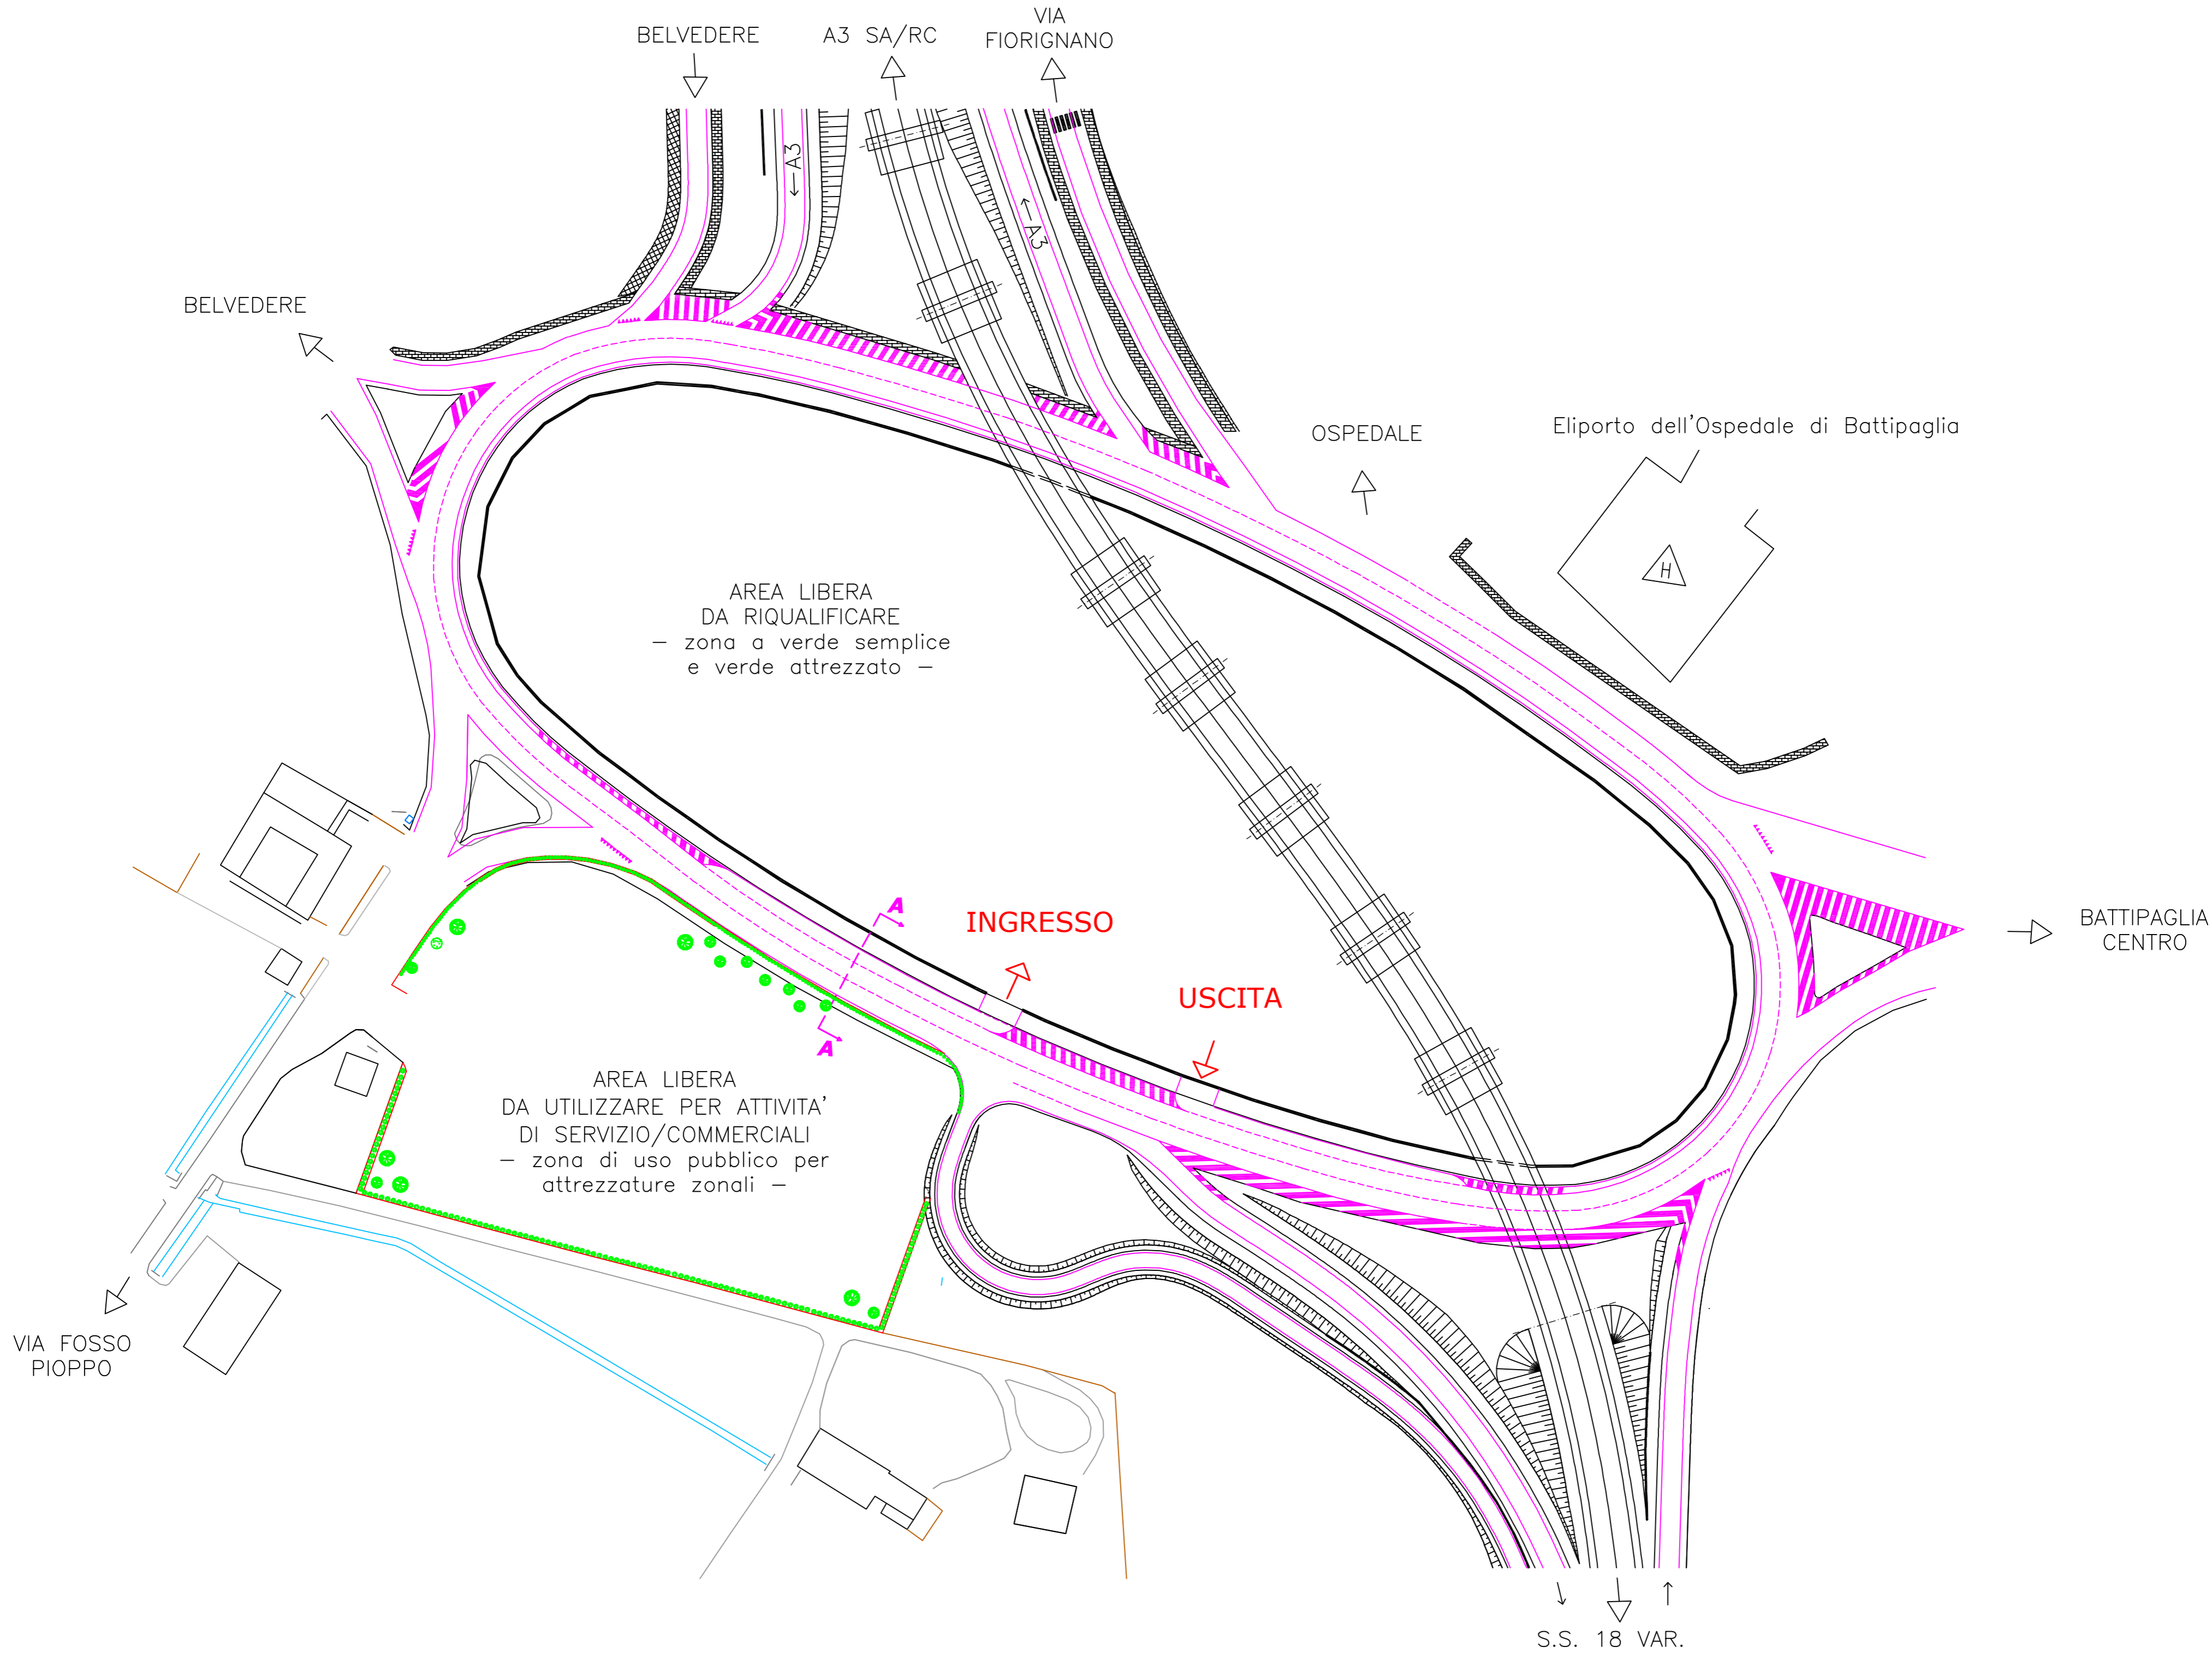 BELVEDERE
A3 SA/RC
VIA
FIORIGNANO
←A3
←A3
BELVEDERE
OSPEDALE
Eliporto dell'Ospedale di Battipaglia
H
AREA LIBERA
DA RIQUALIFICARE
– zona a verde semplice
e verde attrezzato –
A
INGRESSO
BATTIPAGLIA
CENTRO
USCITA
A
AREA LIBERA
DA UTILIZZARE PER ATTIVITA'
DI SERVIZIO/COMMERCIALI
– zona di uso pubblico per
attrezzature zonali –
VIA FOSSO
PIOPPO
S.S. 18 VAR.